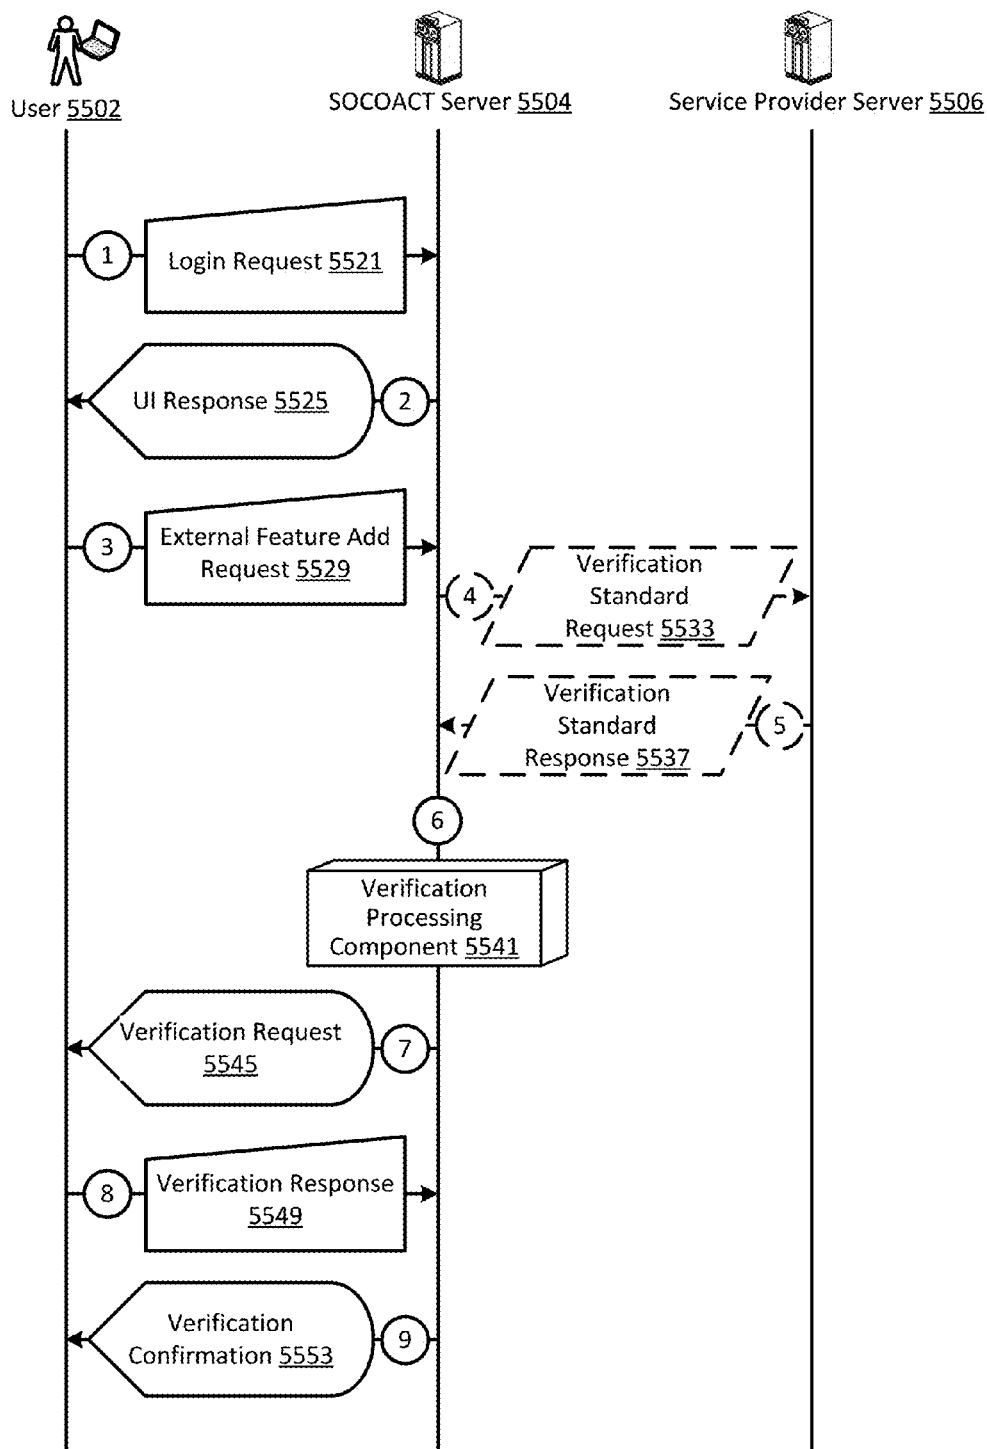 User 5502
SOCOACT Server 5504
Service Provider Server 5506
1
Login Request 5521
UI Response 5525
2
3
External Feature Add
Request 5529
4
Verification
Standard
Request 5533
Verification
Standard
Response 5537
5
6
Verification
Processing
Component 5541
Verification Request
5545
7
8
Verification Response
5549
Verification
Confirmation 5553
9